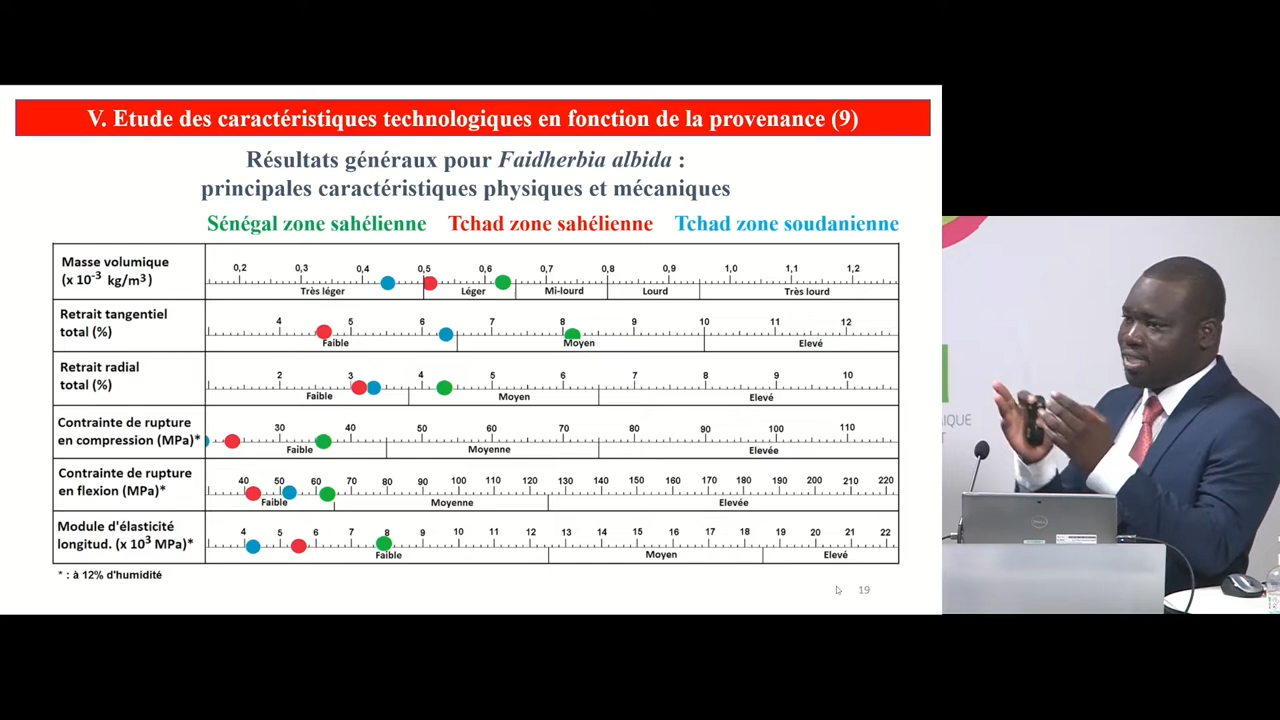 V. Etude des caractéristiques technologiques en fonction de la provenance (9)
Résultats généraux pour Faidherbia albida :
principales caractéristiques physiques et mécaniques
Sénégal zone sahélienne Tchad zone sahélienne Tchad zone soudanienne
Masse volumique
(x 10-3 kg/m3)
0,2 0,3 0,4 0,5 0,6 0,7 0,8 0,9 1,0 1,1 1,2
Très léger Léger Mi-lourd Lourd Très lourd
Retrait tangentiel
total (%)
4 5 6 7 8 9 10 11 12
Faible Moyen Elevé
Retrait radial
total (%)
2 3 4 5 6 7 8 9 10
Faible Moyen Elevé
Contrainte de rupture
en compression (MPa)*
30 40 50 60 70 80 90 100 110
Faible Moyenne Elevée
Contrainte de rupture
en flexion (MPa)*
40 50 60 70 80 90 100 110 120 130 140 150 160 170 180 190 200 210 220
Faible Moyenne Elevée
Module d'élasticité
longitud. (x 103 MPa)*
4 5 6 7 8 9 10 11 12 13 14 15 16 17 18 19 20 21 22
Faible Moyen Elevé
* : à 12% d'humidité
19
DELL